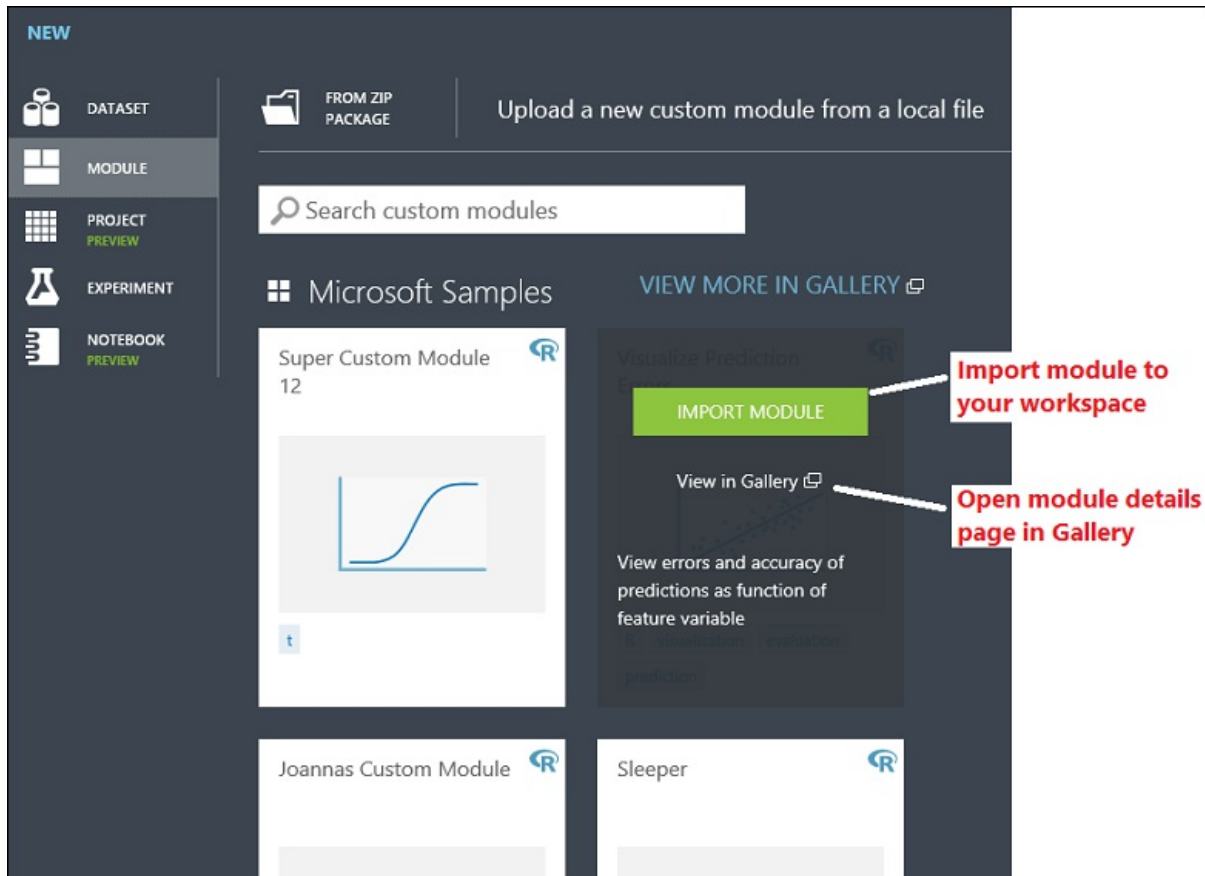 NEW
DATASET
MODULE
PROJECT
PREVIEW
EXPERIMENT
NOTEBOOK
PREVIEW
FROM ZIP
PACKAGE
Upload a new custom module from a local file
Search custom modules
Microsoft Samples
VIEW MORE IN GALLERY
Super Custom Module
12
R
t
Visualize Prediction
Errors
R
IMPORT MODULE
View in Gallery
View errors and accuracy of
predictions as function of
feature variable
R visualization evaluation
prediction
Import module to
your workspace
Open module details
page in Gallery
Joannas Custom Module
R
Sleeper
R